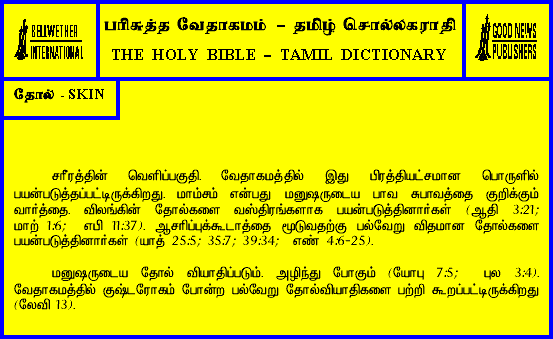 BELLWETHER
INTERNATIONAL
பரிசுத்த வேதாகமம் – தமிழ் சொல்லகராதி
THE HOLY BIBLE – TAMIL DICTIONARY
GOOD NEWS
PUBLISHERS
தோல் - SKIN
சரீரத்தின் வெளிப்பகுதி. வேதாகமத்தில் இது பிரத்தியட்சமான பொருளில்
பயன்படுத்தப்பட்டிருக்கிறது. மாம்சம் என்பது மனுஷருடைய பாவ சுபாவத்தை குறிக்கும்
வார்த்தை. விலங்கின் தோல்களை வஸ்திரங்களாக பயன்படுத்தினார்கள் (ஆதி 3:21;
மாற் 1:6; எபி 11:37). ஆசரிப்புக்கூடாத்தை மூடுவதற்கு பல்வேறு விதமான தோல்களை
பயன்படுத்தினார்கள் (யாத் 25:5; 35:7; 39:34; எண் 4:6-25).
மனுஷருடைய தோல் வியாதிப்படும். அழிந்து போகும் (யோபு 7:5; புல 3:4).
வேதாகமத்தில் குஷ்டரோகம் போன்ற பல்வேறு தோல்வியாதிகளை பற்றி கூறப்பட்டிருக்கிறது
(லேவி 13).